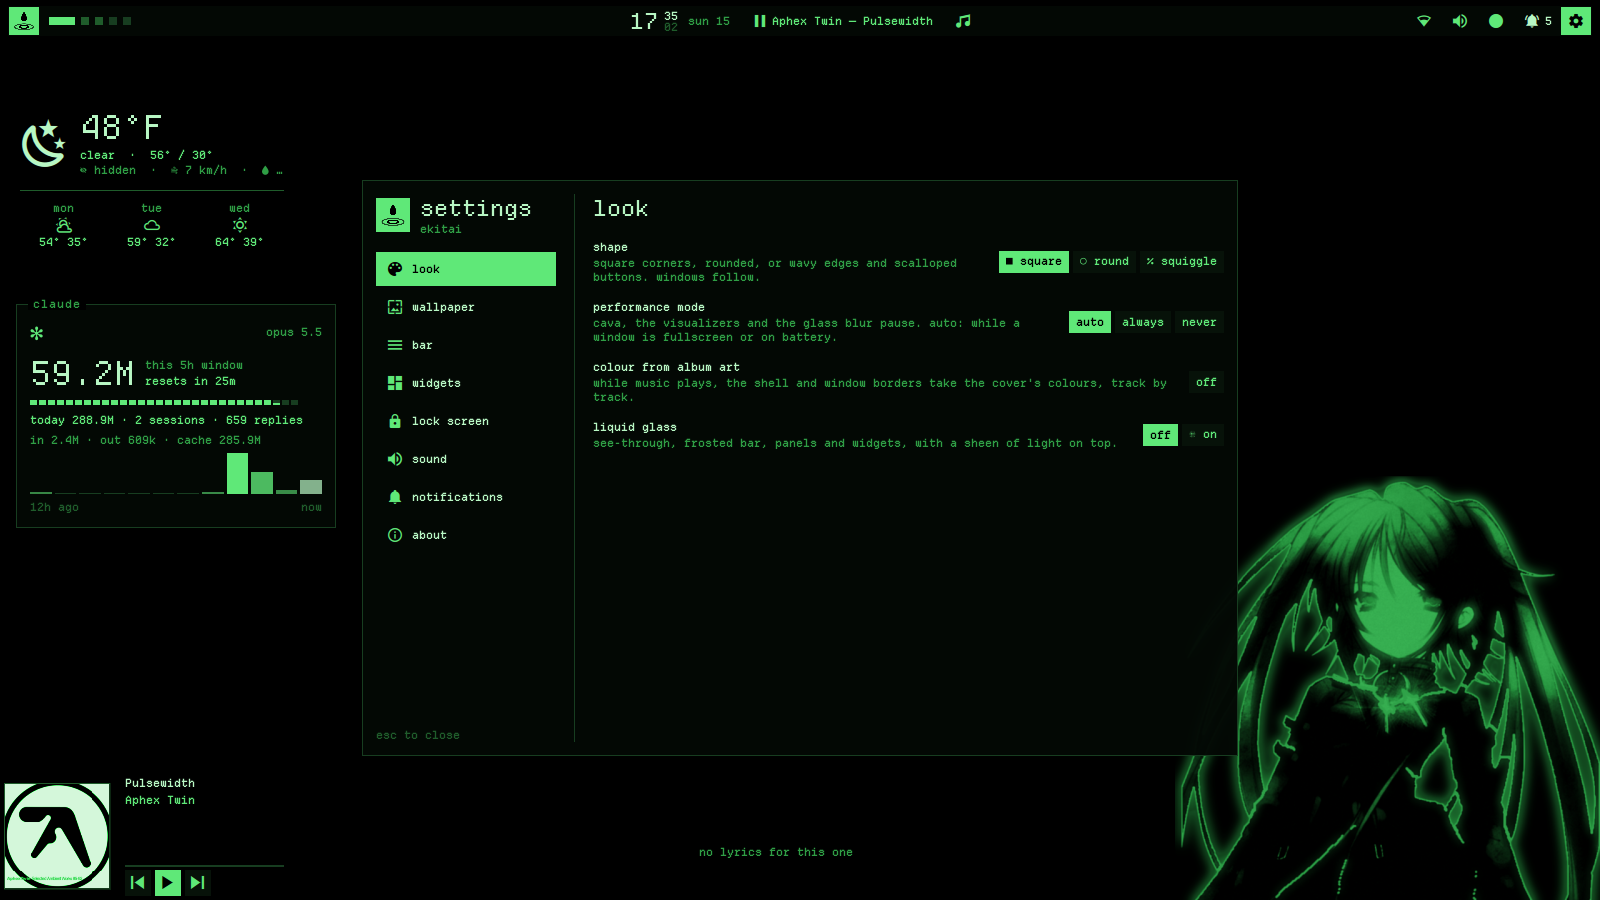 17 35 02 sun 15 Aphex Twin — Pulsewidth
5
48°F
clear · 56° / 30°
hidden · 7 km/h · …
mon tue wed
54° 35° 59° 32° 64° 39°
claude
opus 5.5
59.2M this 5h window
resets in 25m
today 288.9M · 2 sessions · 659 replies
in 2.4M · out 609k · cache 285.9M
12h ago now
settings
ekitai
look
wallpaper
bar
widgets
lock screen
sound
notifications
about
esc to close
look
shape
square corners, rounded, or wavy edges and scalloped
buttons. windows follow.
square round squiggle
performance mode
cava, the visualizers and the glass blur pause. auto: while a
window is fullscreen or on battery.
auto always never
colour from album art
while music plays, the shell and window borders take the cover's colours, track by
track.
off
liquid glass
see-through, frosted bar, panels and widgets, with a sheen of light on top.
off on
Pulsewidth
Aphex Twin
no lyrics for this one